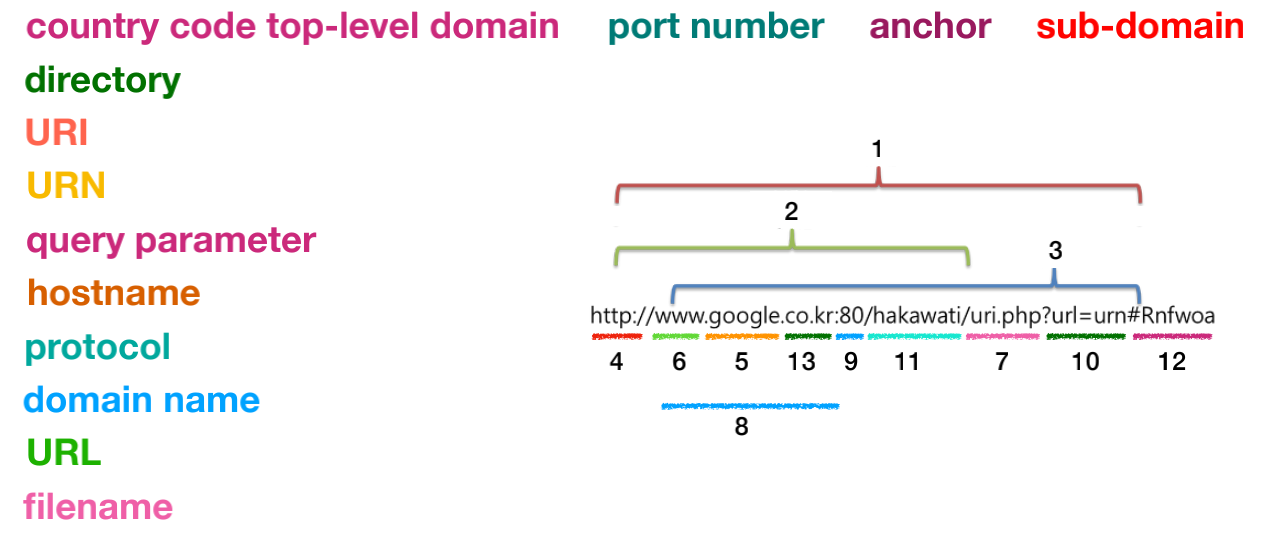 country code top-level domain port number anchor sub-domain
directory
URI
URN
query parameter
hostname
protocol
domain name
URL
filename
1
2
3
http://www.google.co.kr:80/hakawati/uri.php?url=urn#Rnfwoa
4 6 5 13 9 11 7 10 12
8